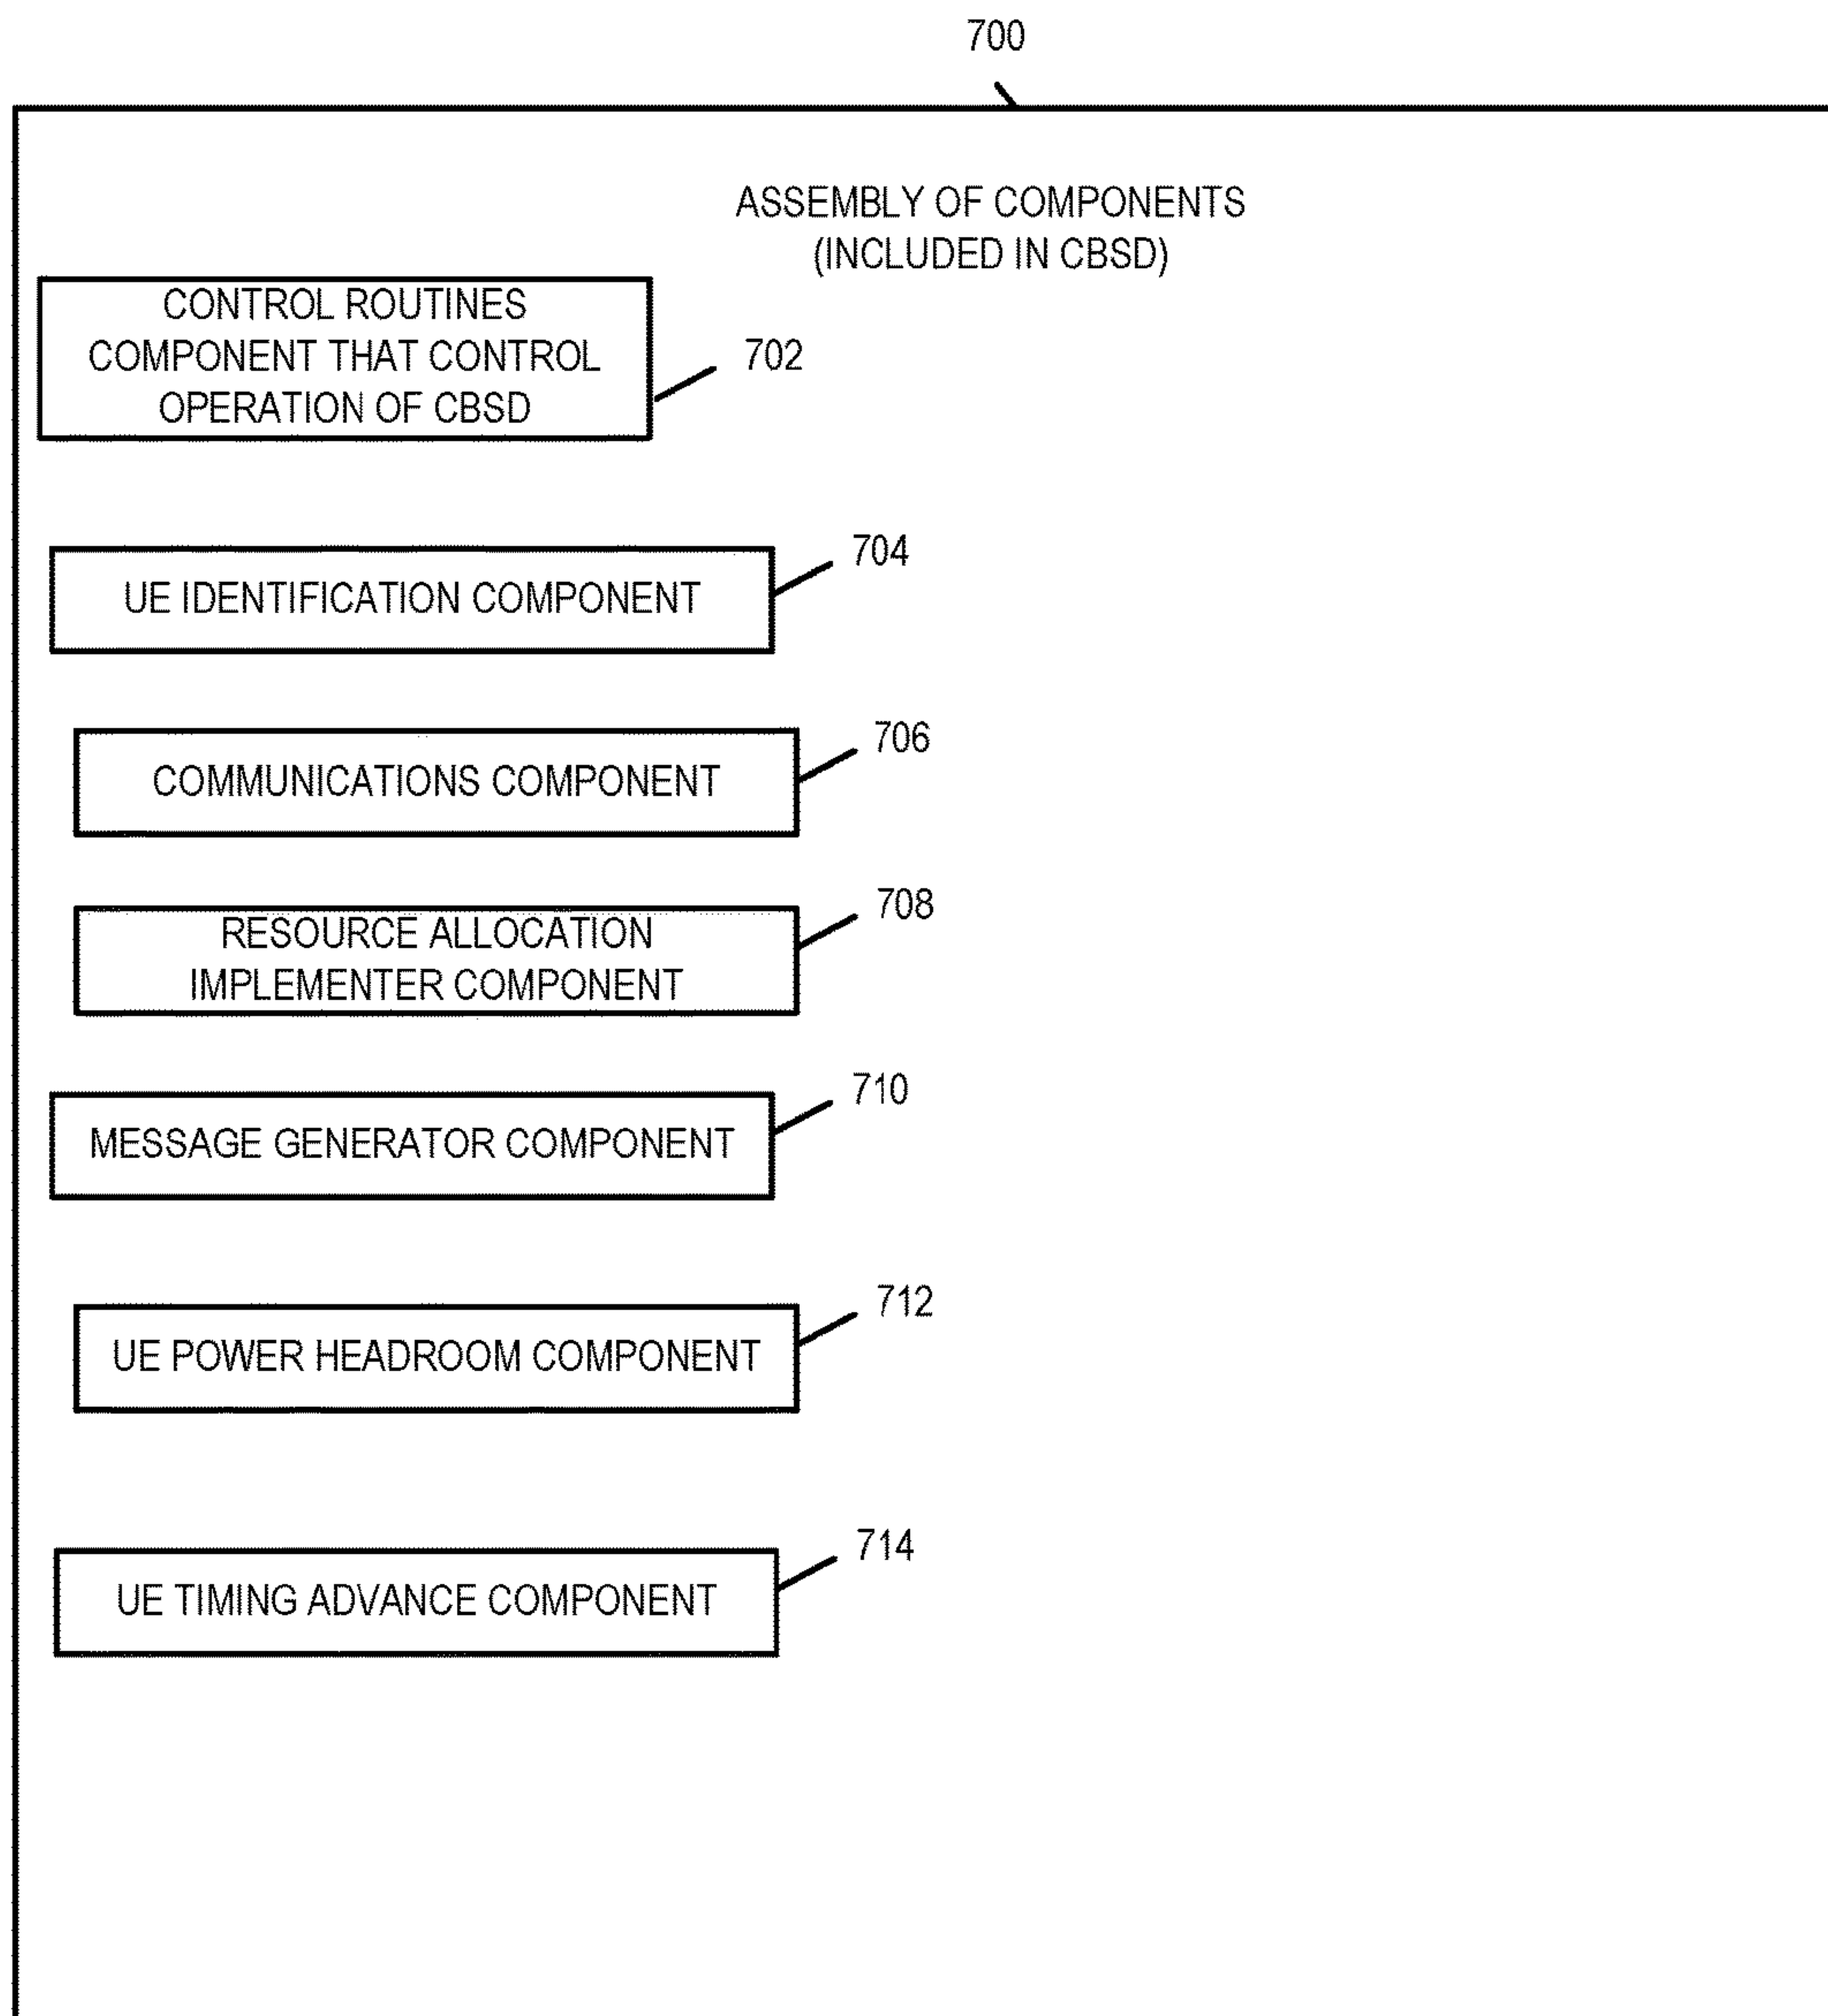 700
ASSEMBLY OF COMPONENTS
(INCLUDED IN CBSD)
CONTROL ROUTINES
COMPONENT THAT CONTROL
OPERATION OF CBSD
702
704
UE IDENTIFICATION COMPONENT
706
COMMUNICATIONS COMPONENT
708
RESOURCE ALLOCATION
IMPLEMENTER COMPONENT
710
MESSAGE GENERATOR COMPONENT
712
UE POWER HEADROOM COMPONENT
714
UE TIMING ADVANCE COMPONENT